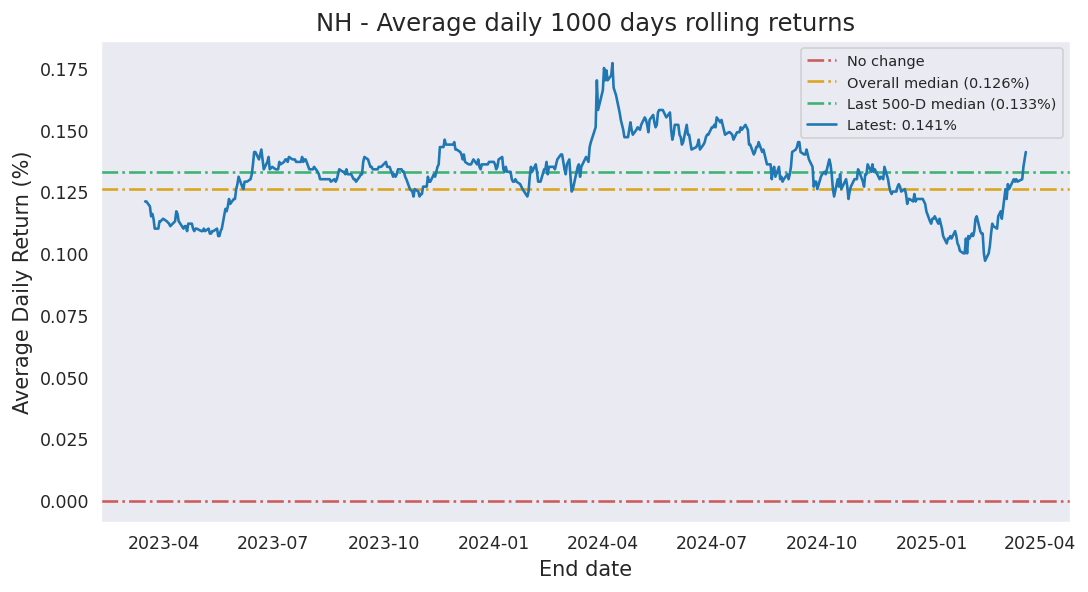 NH - Average daily 1000 days rolling returns
No change
Overall median (0.126%)
Last 500-D median (0.133%)
Latest: 0.141%
Average Daily Return (%)
0.175
0.150
0.125
0.100
0.075
0.050
0.025
0.000
2023-04 2023-07 2023-10 2024-01 2024-04 2024-07 2024-10 2025-01 2025-04
End date